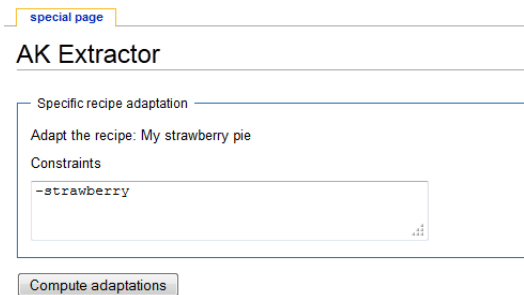 special page
AK Extractor
Specific recipe adaptation
Adapt the recipe: My strawberry pie
Constraints
-strawberry
Compute adaptations